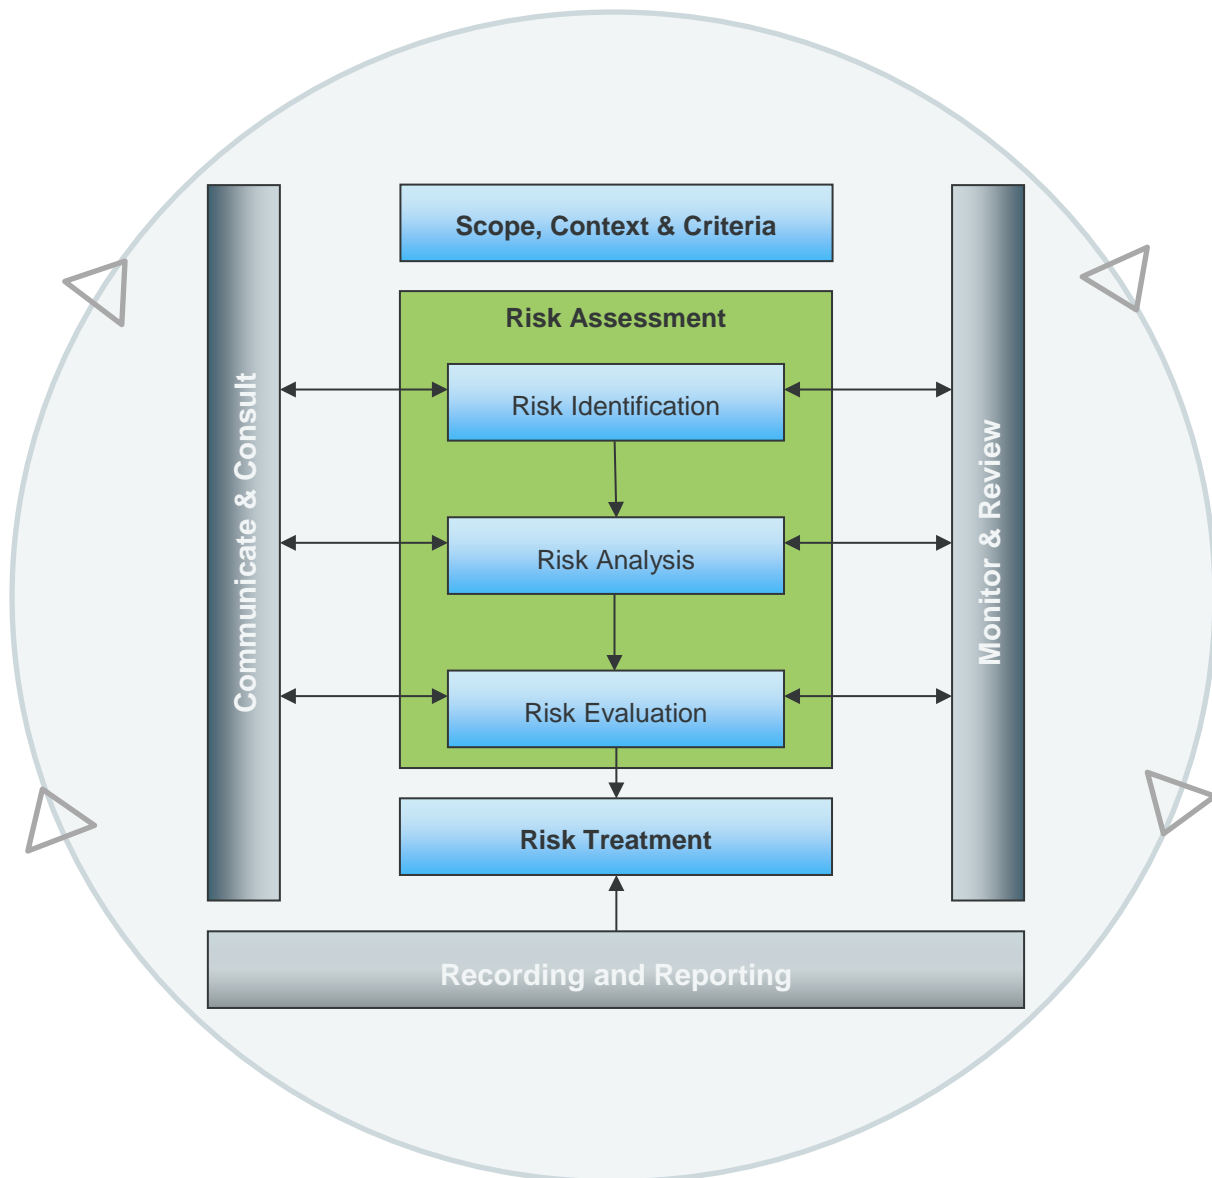 Scope, Context & Criteria
Risk Assessment
Communicate & Consult
Risk Identification
Monitor & Review
Risk Analysis
Risk Evaluation
Risk Treatment
Recording and Reporting